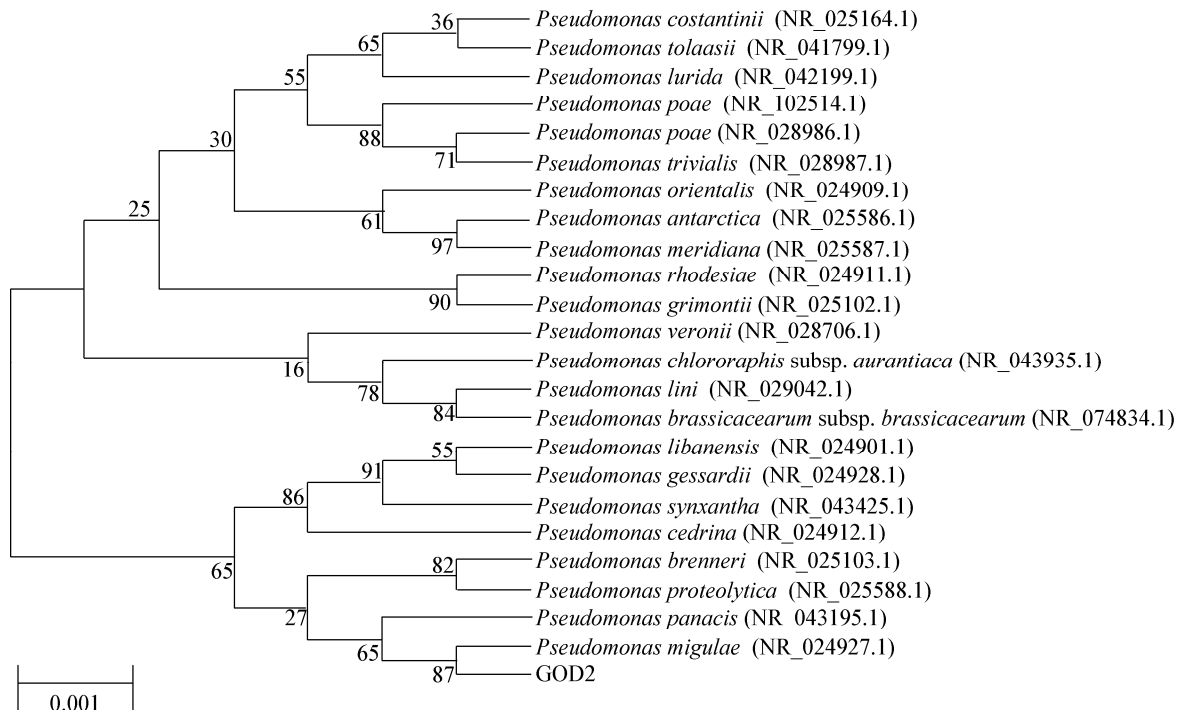 36 Pseudomonas costantinii (NR_025164.1)
Pseudomonas tolaasii (NR_041799.1)
65
Pseudomonas lurida (NR_042199.1)
55
Pseudomonas poae (NR_102514.1)
Pseudomonas poae (NR_028986.1)
88
71 Pseudomonas trivialis (NR_028987.1)
30
Pseudomonas orientalis (NR_024909.1)
61 Pseudomonas antarctica (NR_025586.1)
97 Pseudomonas meridiana (NR_025587.1)
25
Pseudomonas rhodesiae (NR_024911.1)
90 Pseudomonas grimontii (NR_025102.1)
Pseudomonas veronii (NR_028706.1)
16
Pseudomonas chlororaphis subsp. aurantiaca (NR_043935.1)
78 Pseudomonas lini (NR_029042.1)
84 Pseudomonas brassicacearum subsp. brassicacearum (NR_074834.1)
55 Pseudomonas libanensis (NR_024901.1)
91 Pseudomonas gessardii (NR_024928.1)
86 Pseudomonas synxantha (NR_043425.1)
Pseudomonas cedrina (NR_024912.1)
65
82 Pseudomonas brenneri (NR_025103.1)
Pseudomonas proteolytica (NR_025588.1)
27 Pseudomonas panacis (NR 043195.1)
65 Pseudomonas migulae (NR_024927.1)
87 GOD2
0.001